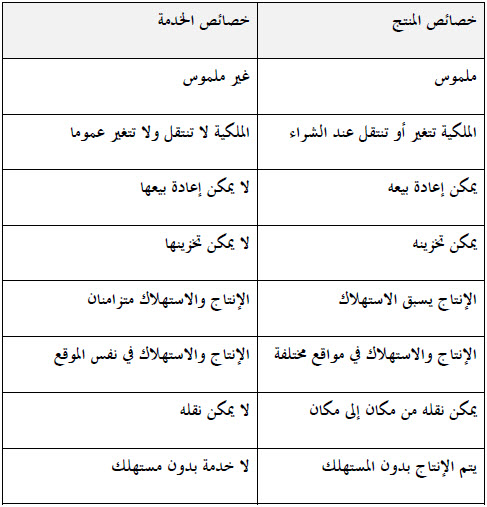 خصائص المنتج
خصائص الخدمة
ملموس
غير ملموس
الملكية تتغير أو تنتقل عند الشراء
الملكية لا تنتقل ولا تتغير عموما
يمكن إعادة بيعه
لا يمكن إعادة بيعها
يمكن تخزينه
لا يمكن تخزينها
الإنتاج يسبق الاستهلاك
الإنتاج والاستهلاك متزامنان
الإنتاج والاستهلاك في مواقع مختلفة
الإنتاج والاستهلاك في نفس الموقع
يمكن نقله من مكان إلى مكان
لا يمكن نقله
يتم الإنتاج بدون المستهلك
لا خدمة بدون مستهلك